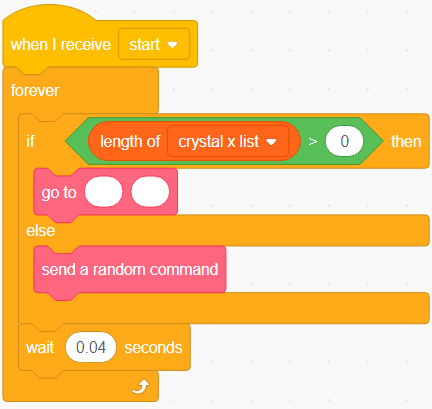 when I receive start
forever
if length of crystal x list > 0 then
go to
else
send a random command
wait 0.04 seconds